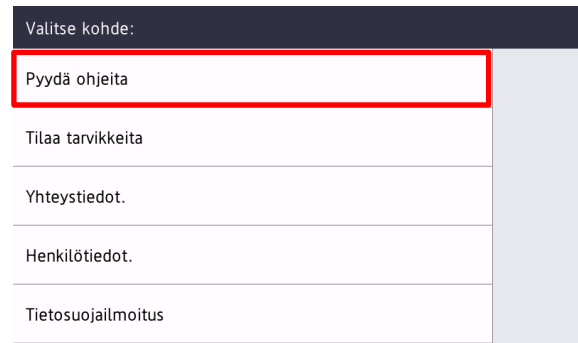 Valitse kohde:
Pyydä ohjeita
Tilaa tarvikkeita
Yhteystiedot.
Henkilötiedot.
Tietosuojailmoitus